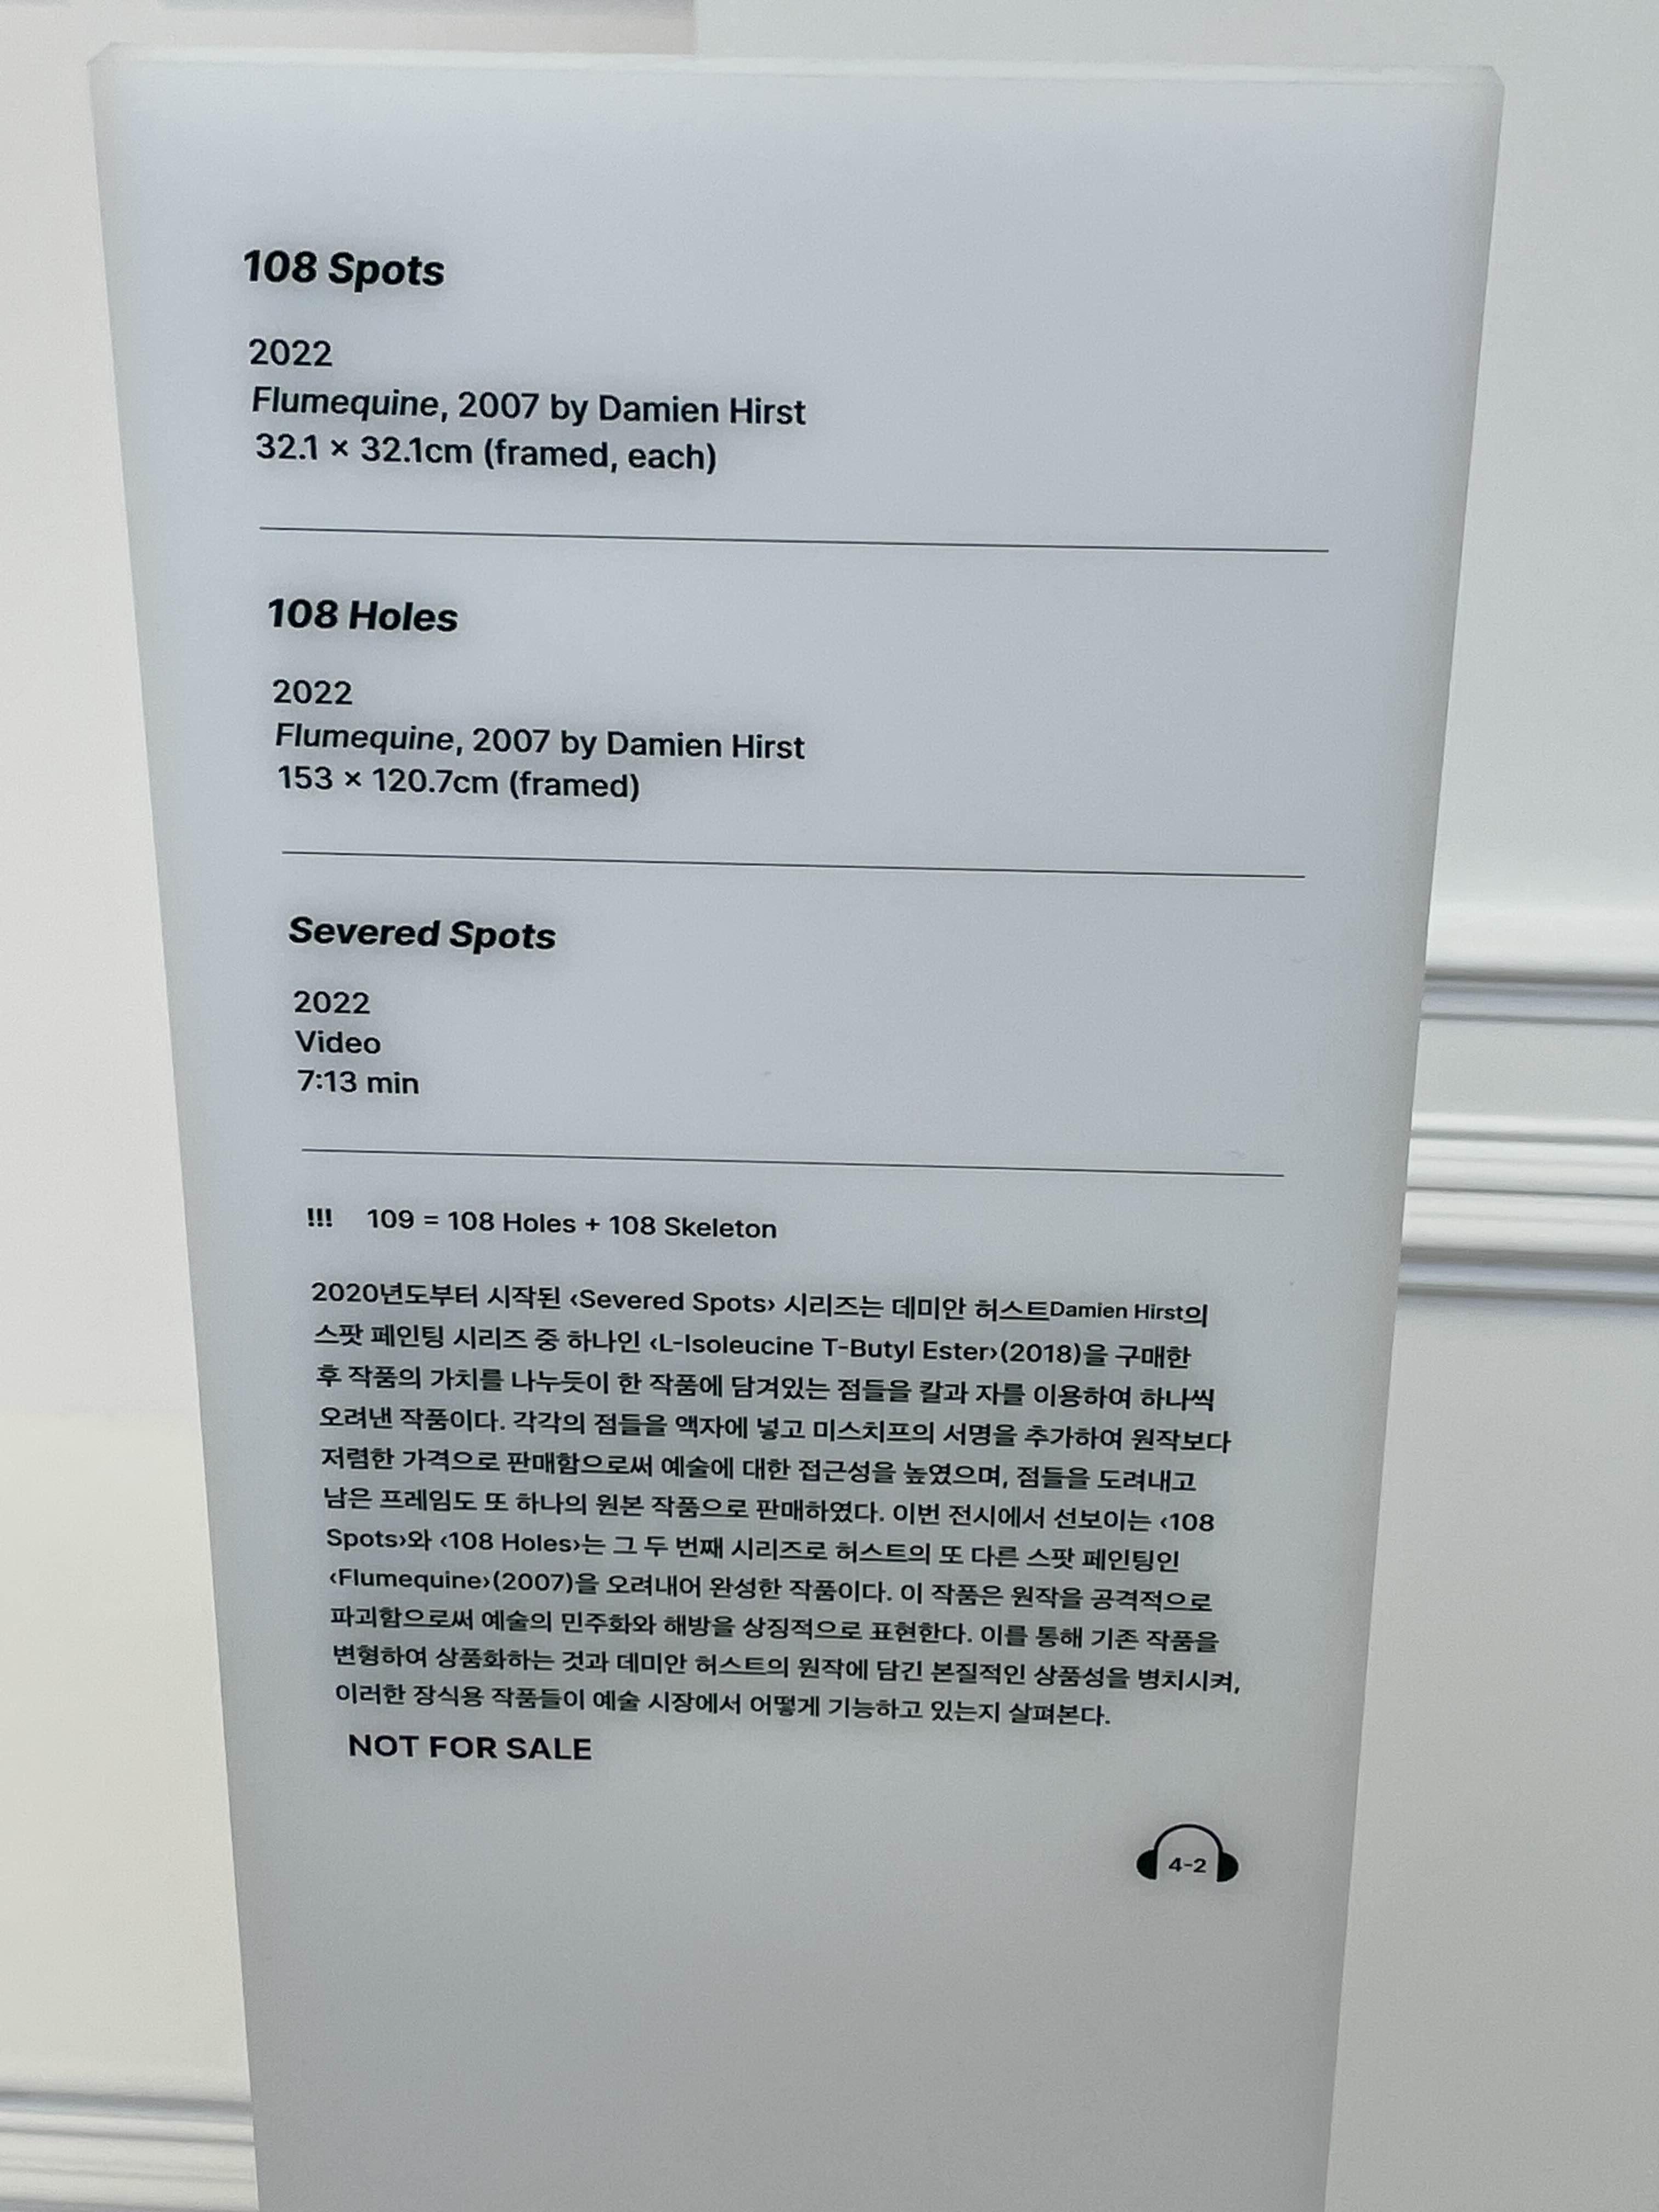 108 Spots
2022
Flumequine, 2007 by Damien Hirst
32.1 × 32.1cm (framed, each)
108 Holes
2022
Flumequine, 2007 by Damien Hirst
153 × 120.7cm (framed)
Severed Spots
2022
Video
7:13 min
!!! 109 = 108 Holes + 108 Skeleton
2020년도부터 시작된 ‹Severed Spots› 시리즈는 데미안 허스트Damien Hirst의
스팟 페인팅 시리즈 중 하나인 ‹L-Isoleucine T-Butyl Ester›(2018)을 구매한
후 작품의 가치를 나누듯이 한 작품에 담겨있는 점들을 칼과 자를 이용하여 하나씩
오려낸 작품이다. 각각의 점들을 액자에 넣고 미스치프의 서명을 추가하여 원작보다
저렴한 가격으로 판매함으로써 예술에 대한 접근성을 높였으며, 점들을 도려내고
남은 프레임도 또 하나의 원본 작품으로 판매하였다. 이번 전시에서 선보이는 ‹108
Spots›와 ‹108 Holes›는 그 두 번째 시리즈로 허스트의 또 다른 스팟 페인팅인
‹Flumequine›(2007)을 오려내어 완성한 작품이다. 이 작품은 원작을 공격적으로
파괴함으로써 예술의 민주화와 해방을 상징적으로 표현한다. 이를 통해 기존 작품을
변형하여 상품화하는 것과 데미안 허스트의 원작에 담긴 본질적인 상품성을 병치시켜,
이러한 장식용 작품들이 예술 시장에서 어떻게 기능하고 있는지 살펴본다.
NOT FOR SALE
4-2